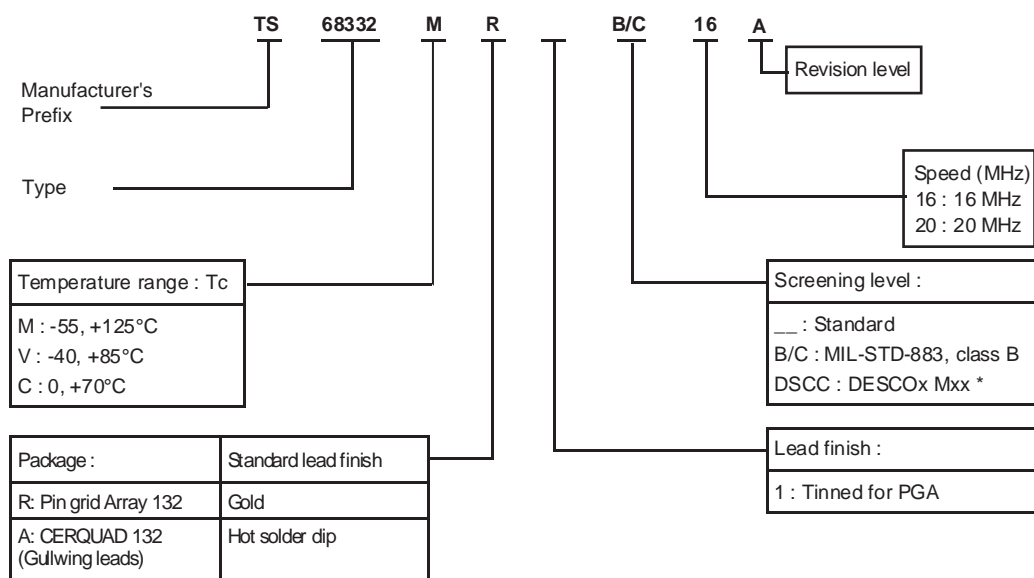 TS 68332 M R B/C 16 A
Revision level
Manufacturer's
Prefix
Type
Speed (MHz)
16 : 16 MHz
20 : 20 MHz
Temperature range : Tc
M : -55, +125°C
V : -40, +85°C
C : 0, +70°C
Screening level :
__ : Standard
B/C : MIL-STD-883, class B
DSCC : DESCOx Mxx *
Package : Standard lead finish
R: Pin grid Array 132 Gold
A: CERQUAD 132 Hot solder dip
(Gullwing leads)
Lead finish :
1 : Tinned for PGA